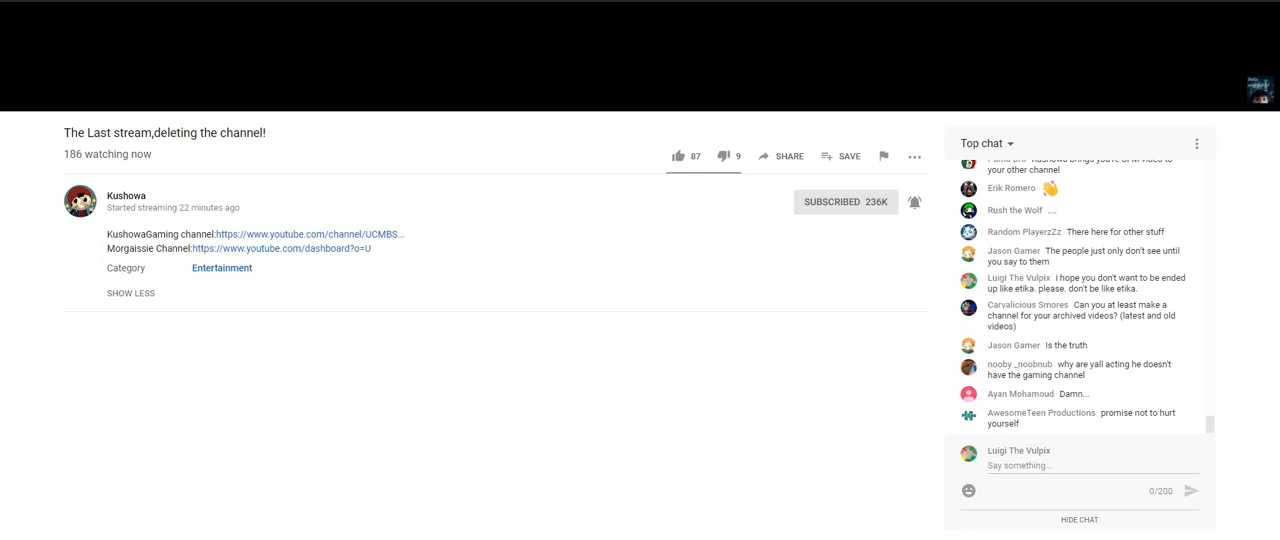 The Last stream,deleting the channel!
186 watching now
87
9
SHARE
SAVE
Kushowa
Started streaming 22 minutes ago
SUBSCRIBED 236K
KushowaGaming channel:https://www.youtube.com/channel/UCMBS...
Morgaissie Channel:https://www.youtube.com/dashboard?o=U
Category Entertainment
SHOW LESS
Top chat
your other channel
Erik Romero
Rush the Wolf ....
Random PlayerzZz There here for other stuff
Jason Gamer The people just only don't see until
you say to them
Luigi The Vulpix i hope you don't want to be ended
up like etika. please. don't be like etika.
Carvalicious Smores Can you at least make a
channel for your archived videos? (latest and old
videos)
Jason Gamer Is the truth
nooby _noobnub why are yall acting he doesn't
have the gaming channel
Ayan Mohamoud Damn...
AwesomeTeen Productions promise not to hurt
yourself
Luigi The Vulpix
Say something...
0/200
HIDE CHAT